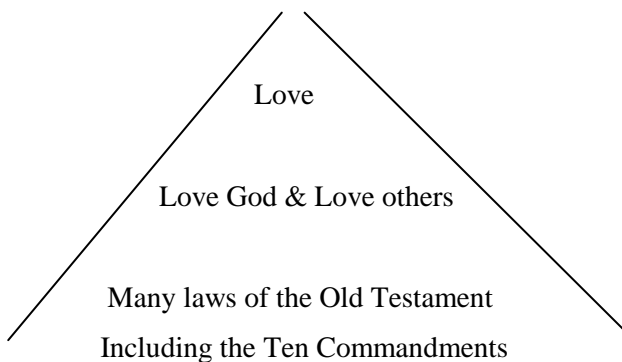 Love
Love God & Love others
Many laws of the Old Testament
Including the Ten Commandments